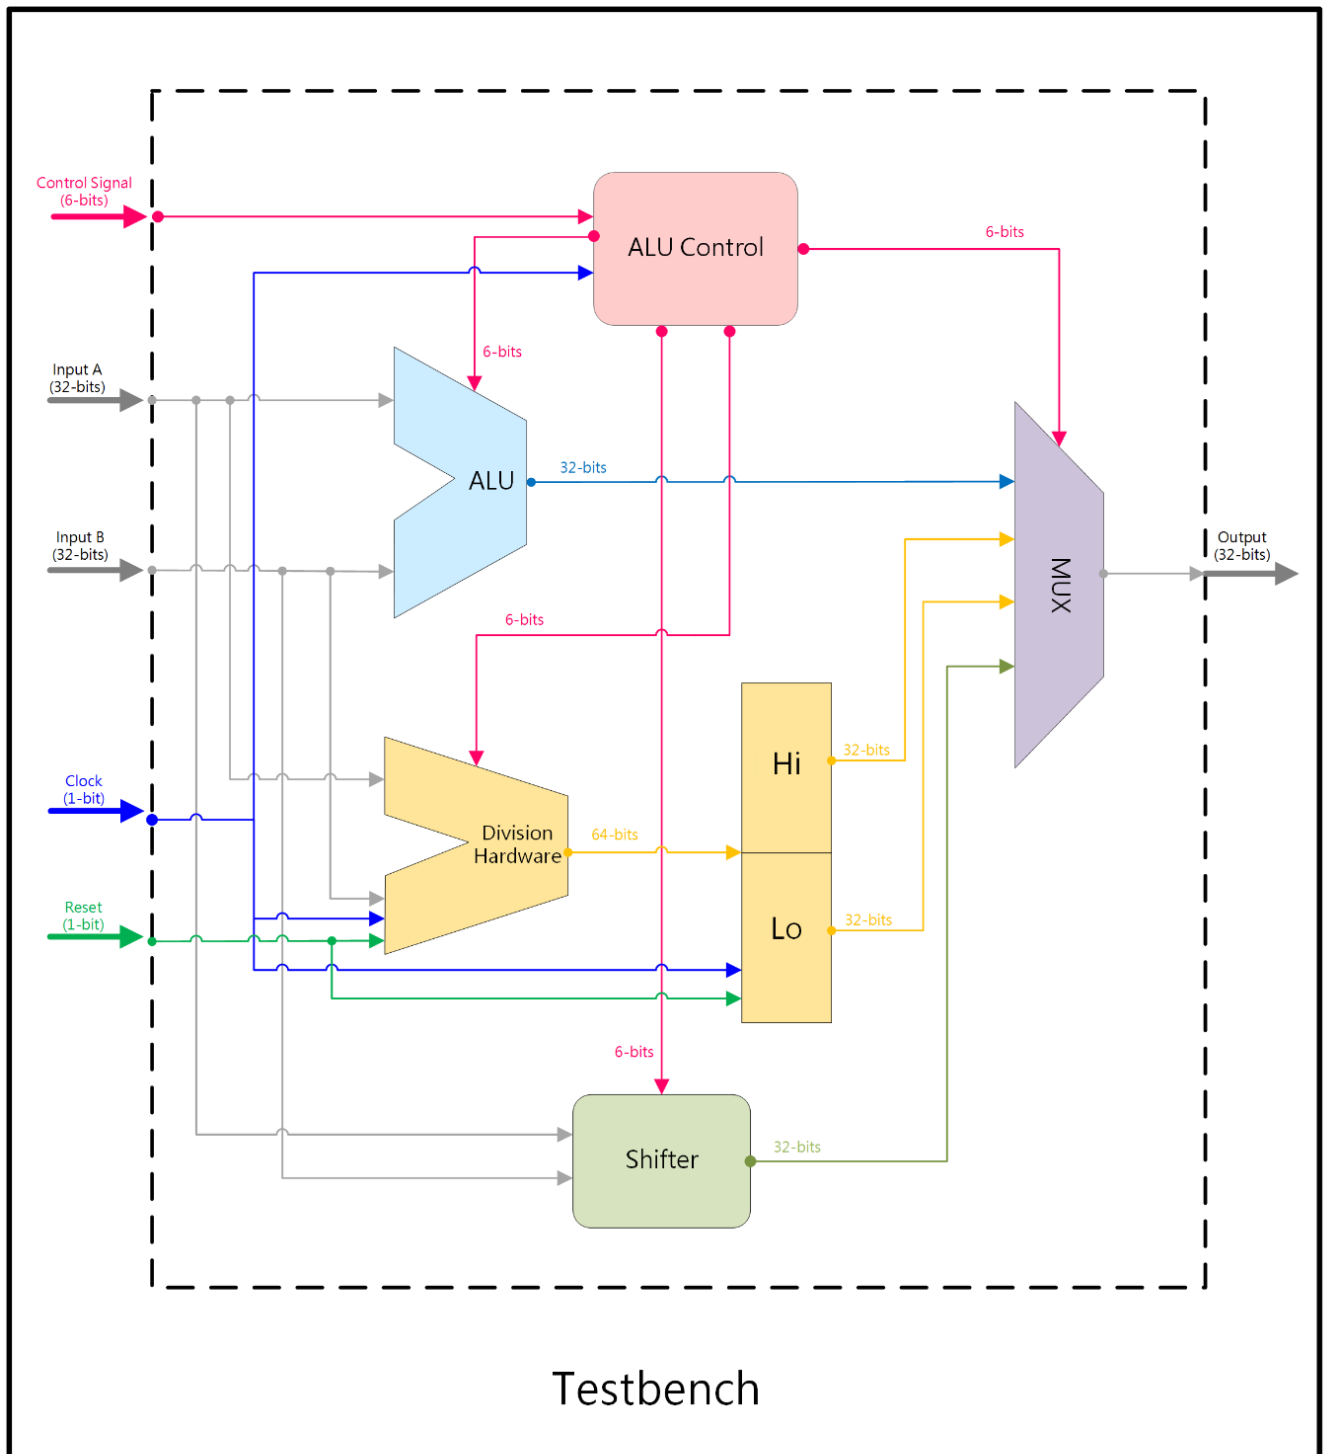 Control Signal
(6-bits)
ALU Control
6-bits
6-bits
Input A
(32-bits)
ALU
32-bits
Input B
(32-bits)
MUX
Output
(32-bits)
6-bits
Hi
32-bits
Clock
(1-bit)
Division
Hardware
64-bits
Reset
(1-bit)
Lo
32-bits
6-bits
Shifter
32-bits
Testbench